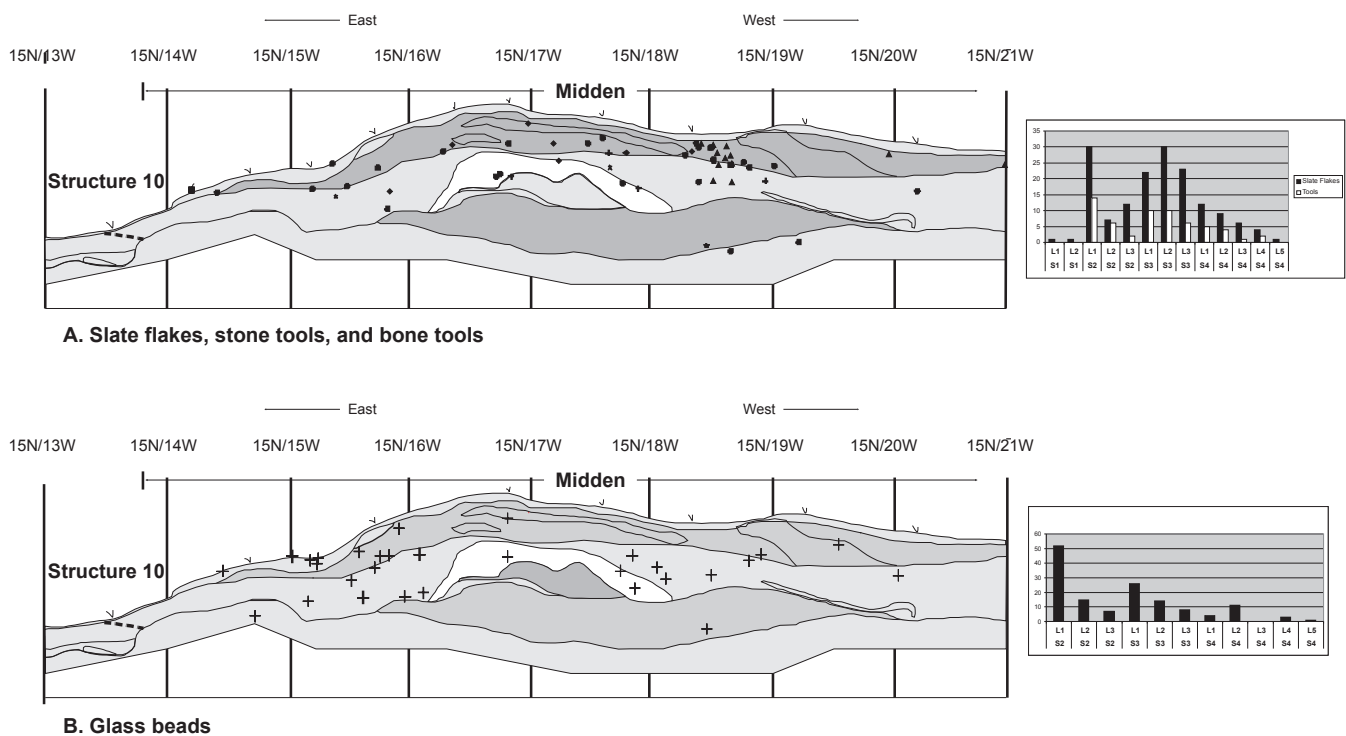 East West
15N/13W 15N/14W 15N/15W 15N/16W 15N/17W 15N/18W 15N/19W 15N/20W 15N/21W
Midden
Structure 10
A. Slate flakes, stone tools, and bone tools
35
30
25
20
15
10
5
0
L1 L2 L1 L2 L3 L1 L2 L3 L1 L2 L3 L4 L5
S1 S1 S2 S2 S2 S3 S3 S3 S4 S4 S4 S4 S4
Slate Flakes
Tools
East West
15N/13W 15N/14W 15N/15W 15N/16W 15N/17W 15N/18W 15N/19W 15N/20W 15N/21W
Midden
Structure 10
B. Glass beads
60
50
40
30
20
10
0
L1 L2 L3 L1 L2 L3 L1 L2 L3 L4 L5
S2 S2 S2 S3 S3 S3 S4 S4 S4 S4 S4